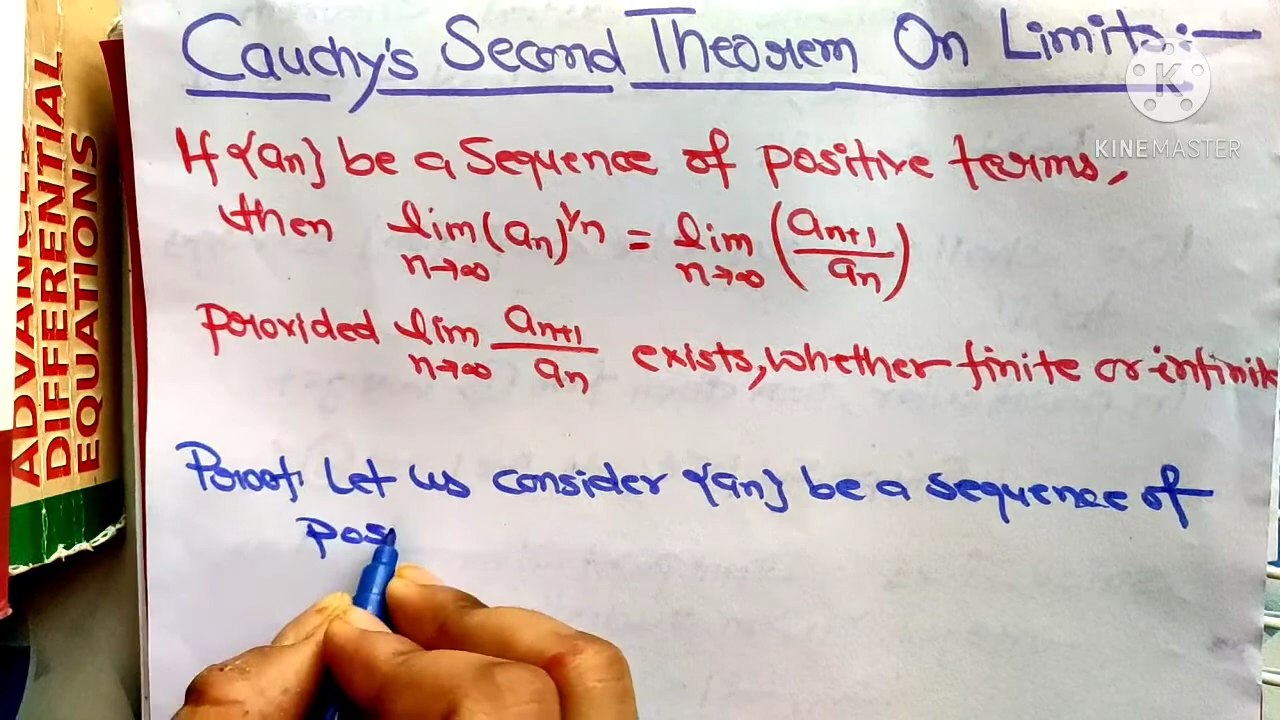 Cauchy's Second Theorem On Limits:-
KINEMASTER
If {an} be a sequence of positive terms,
then lim n→∞ (an)^1/n = lim n→∞ (an+1/an)
Provided lim n→∞ an+1/an exists, whether finite or infinite
Proof: Let us consider {an} be a sequence of
pos
ADVANCED
DIFFERENTIAL
EQUATIONS